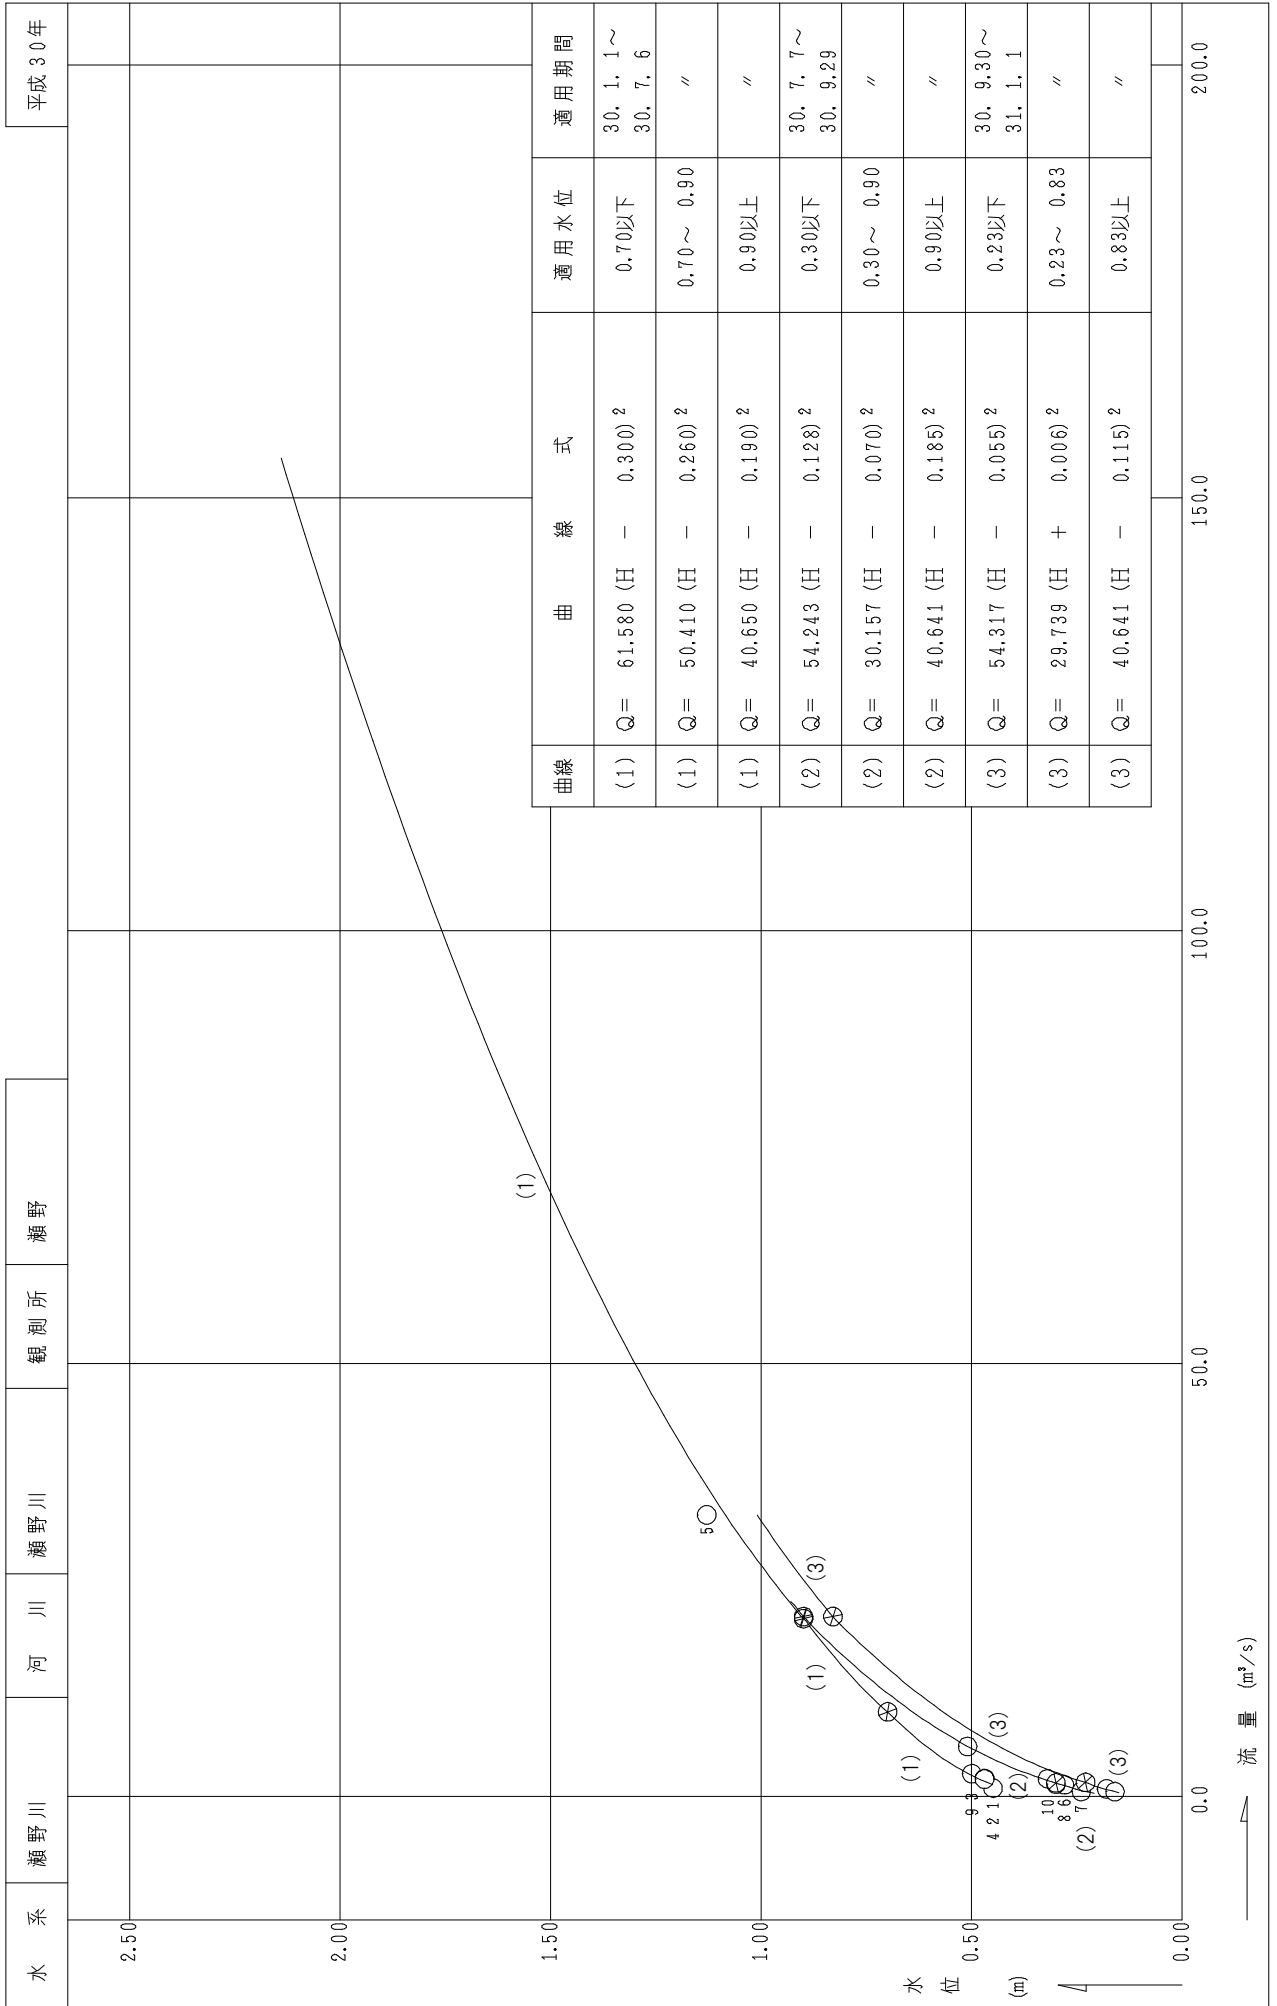 水 系 瀬野川 河 川 瀬野川 観測所 瀬野 平成30年
曲線 曲 線 式 適用水位 適用期間
(1) Q= 61.580 (H - 0.300)² 0.70以下 30. 1. 1～ 30. 7. 6
(1) Q= 50.410 (H - 0.260)² 0.70～ 0.90 〃
(1) Q= 40.650 (H - 0.190)² 0.90以上 〃
(2) Q= 54.243 (H - 0.128)² 0.30以下 30. 7. 7～ 30. 9.29
(2) Q= 30.157 (H - 0.070)² 0.30～ 0.90 〃
(2) Q= 40.641 (H - 0.185)² 0.90以上 〃
(3) Q= 54.317 (H - 0.055)² 0.23以下 30. 9.30～ 31. 1. 1
(3) Q= 29.739 (H + 0.006)² 0.23～ 0.83 〃
(3) Q= 40.641 (H - 0.115)² 0.83以上 〃
2.50
2.00
1.50
1.00
0.50
0.00
水位
(m)
(1)
5
(3)
(1)
(3)
(1)
(2)
(3)
(2)
9 3
4 2 1
10
8 6
7
0.0 50.0 100.0 150.0 200.0
流 量 (m³/s)